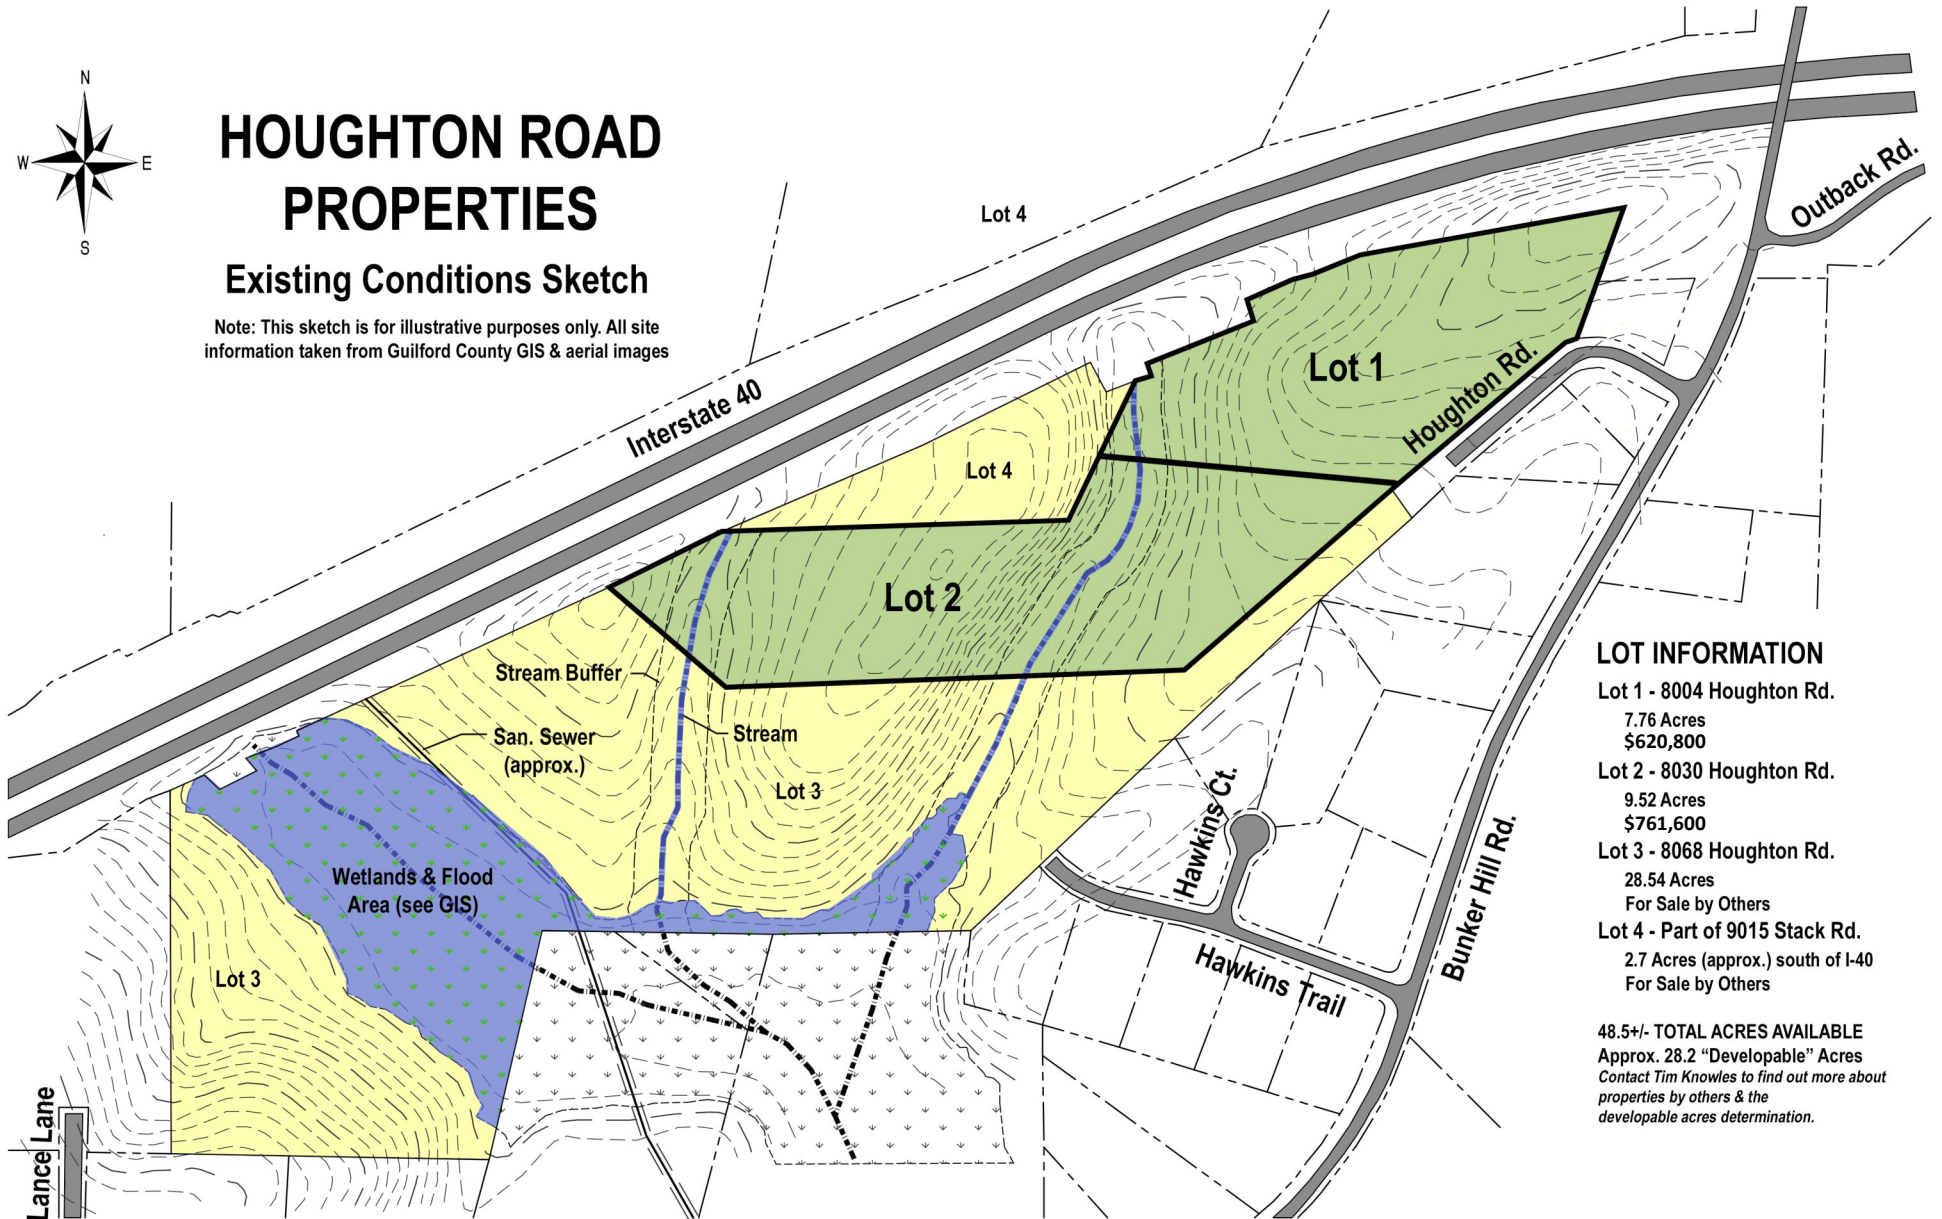 N
W
E
S
HOUGHTON ROAD
PROPERTIES
Existing Conditions Sketch
Note: This sketch is for illustrative purposes only. All site
information taken from Guilford County GIS & aerial images
Lot 4
Outback Rd.
Interstate 40
Lot 1
Houghton Rd.
Lot 4
Lot 2
Stream Buffer
San. Sewer
(approx.)
Stream
Lot 3
Wetlands & Flood
Area (see GIS)
Lot 3
Hawkins Ct.
Hawkins Trail
Bunker Hill Rd.
Lance Lane
LOT INFORMATION
Lot 1 - 8004 Houghton Rd.
7.76 Acres
$620,800
Lot 2 - 8030 Houghton Rd.
9.52 Acres
$761,600
Lot 3 - 8068 Houghton Rd.
28.54 Acres
For Sale by Others
Lot 4 - Part of 9015 Stack Rd.
2.7 Acres (approx.) south of I-40
For Sale by Others
48.5+/- TOTAL ACRES AVAILABLE
Approx. 28.2 “Developable” Acres
Contact Tim Knowles to find out more about
properties by others & the
developable acres determination.